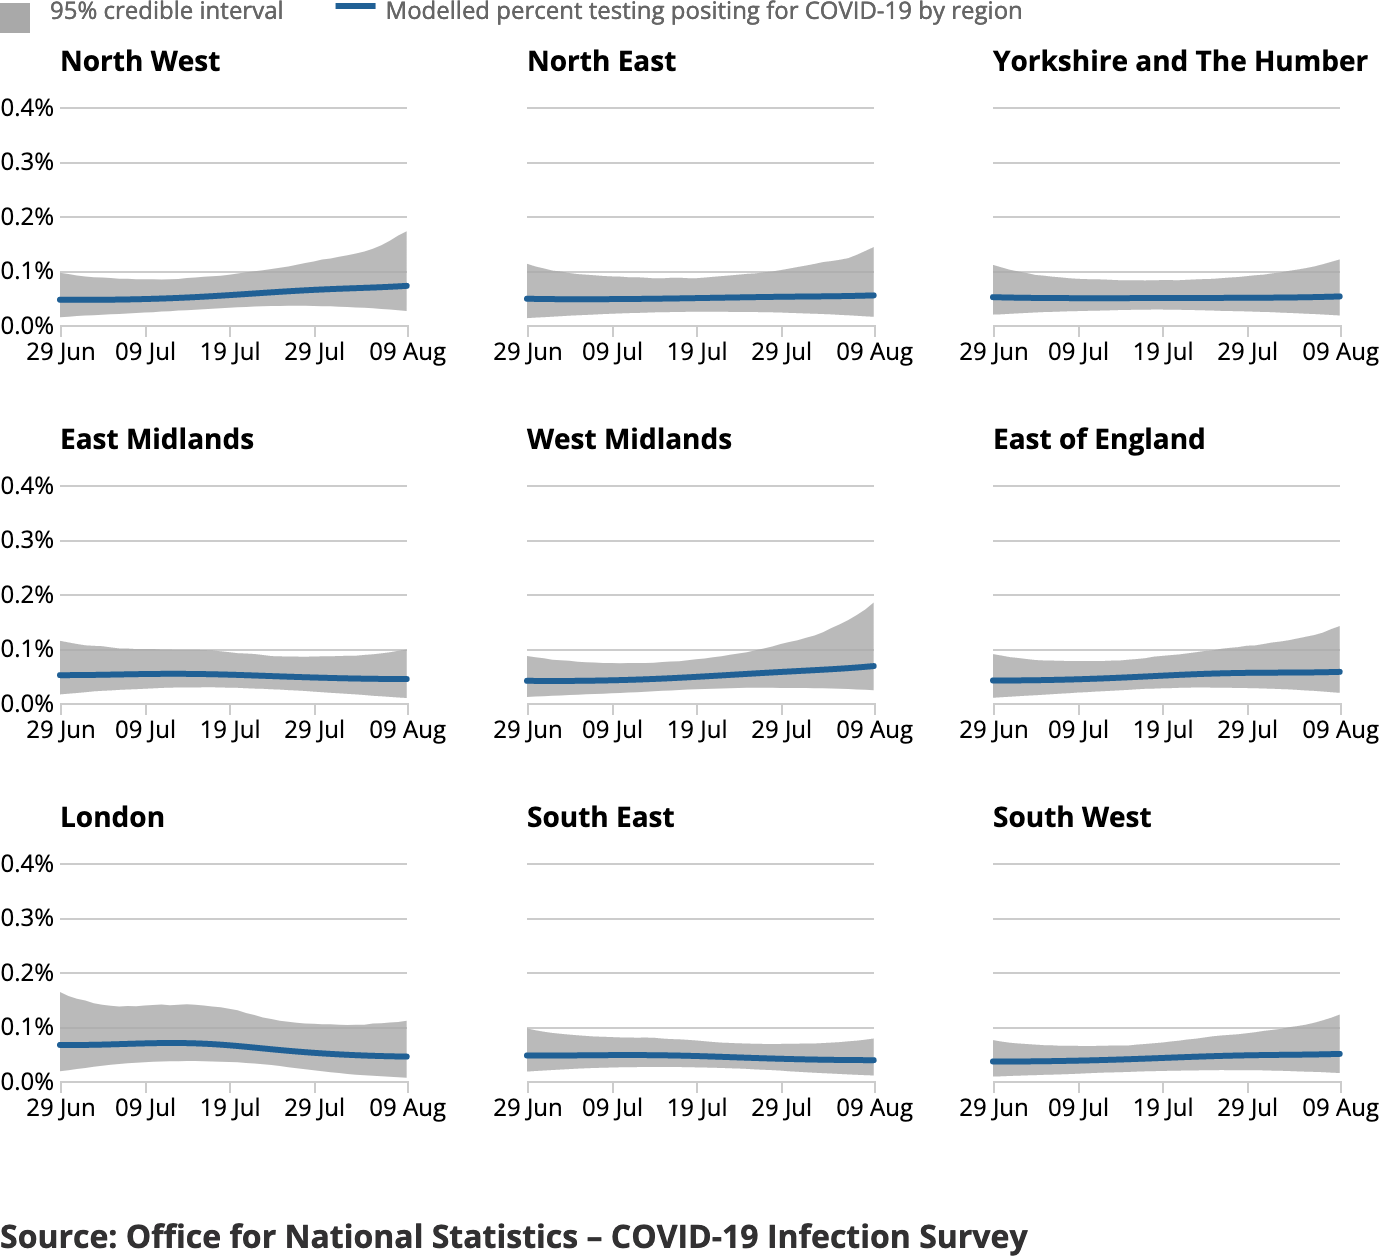 95% credible interval Modelled percent testing positing for COVID-19 by region
North West North East Yorkshire and The Humber
0.4%
0.3%
0.2%
0.1%
0.0%
29 Jun 09 Jul 19 Jul 29 Jul 09 Aug 29 Jun 09 Jul 19 Jul 29 Jul 09 Aug 29 Jun 09 Jul 19 Jul 29 Jul 09 Aug
East Midlands West Midlands East of England
0.4%
0.3%
0.2%
0.1%
0.0%
29 Jun 09 Jul 19 Jul 29 Jul 09 Aug 29 Jun 09 Jul 19 Jul 29 Jul 09 Aug 29 Jun 09 Jul 19 Jul 29 Jul 09 Aug
London South East South West
0.4%
0.3%
0.2%
0.1%
0.0%
29 Jun 09 Jul 19 Jul 29 Jul 09 Aug 29 Jun 09 Jul 19 Jul 29 Jul 09 Aug 29 Jun 09 Jul 19 Jul 29 Jul 09 Aug
Source: Office for National Statistics – COVID-19 Infection Survey